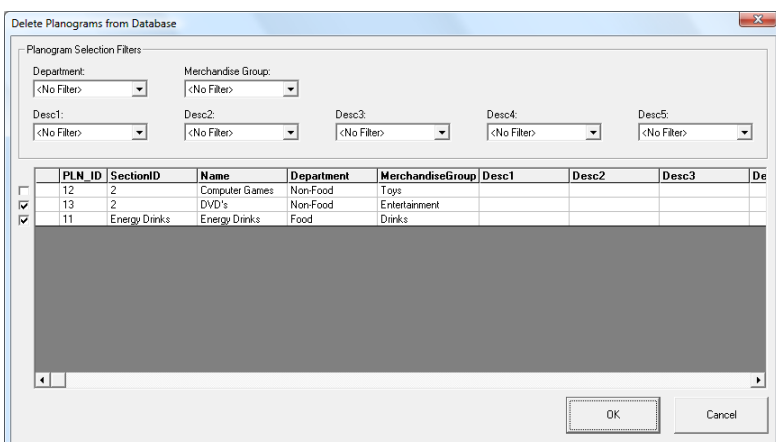 Delete Planograms from Database
Planogram Selection Filters
Department: Merchandise Group:
<No Filter> <No Filter>
Desc1: Desc2: Desc3: Desc4: Desc5:
<No Filter> <No Filter> <No Filter> <No Filter> <No Filter>
PLN_ID SectionID Name Department MerchandiseGroup Desc1 Desc2 Desc3 De
12 2 Computer Games Non-Food Toys
13 2 DVD's Non-Food Entertainment
11 Energy Drinks Energy Drinks Food Drinks
OK Cancel